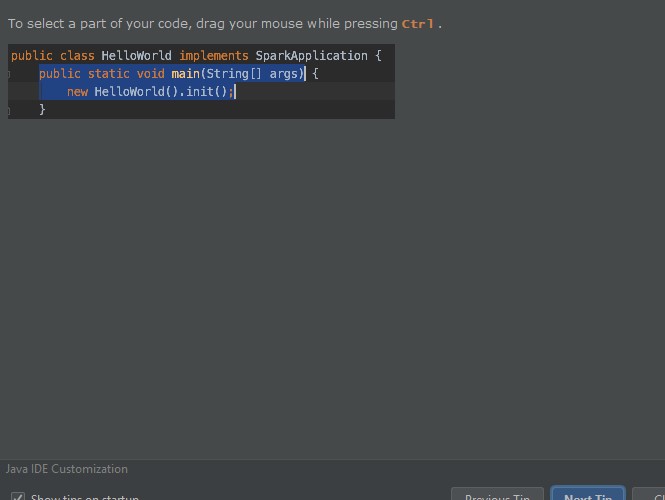 To select a part of your code, drag your mouse while pressing Ctrl.
public class HelloWorld implements SparkApplication {
public static void main(String[] args) {
new HelloWorld().init();
}
Java IDE Customization
Show tips on startup
Previous Tip Next Tip